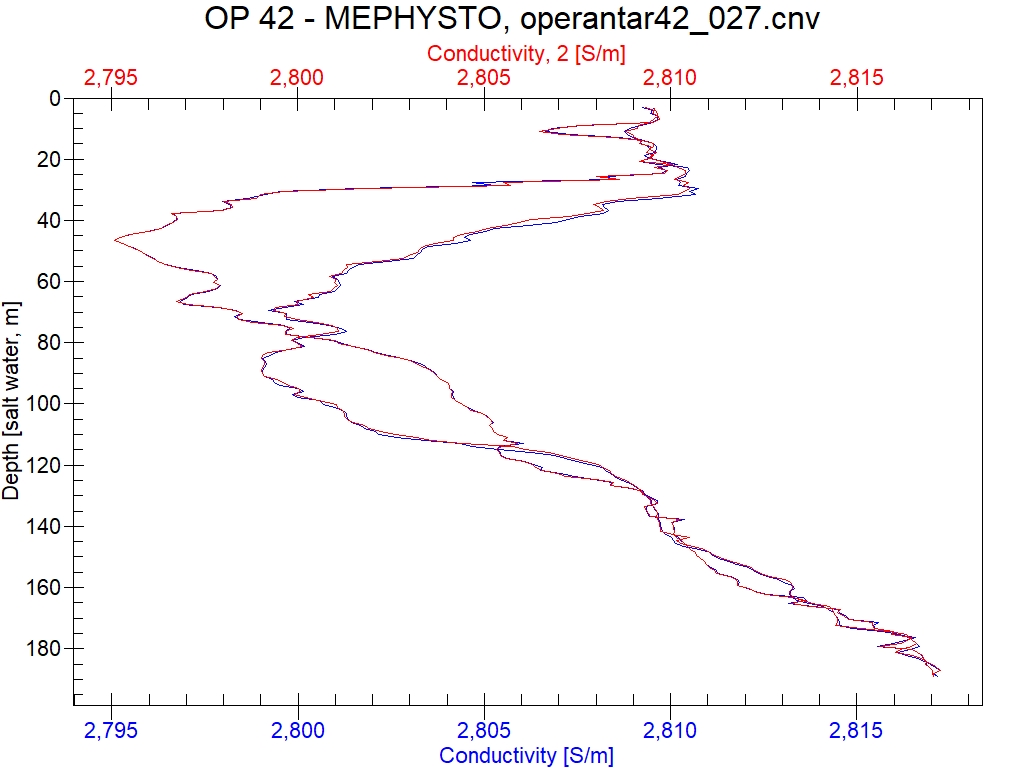 OP 42 - MEPHYSTO, operantar42_027.cnv
Conductivity, 2 [S/m]
2,795 2,800 2,805 2,810 2,815
0
20
40
60
80
100
120
140
160
180
Depth [salt water, m]
2,795 2,800 2,805 2,810 2,815
Conductivity [S/m]